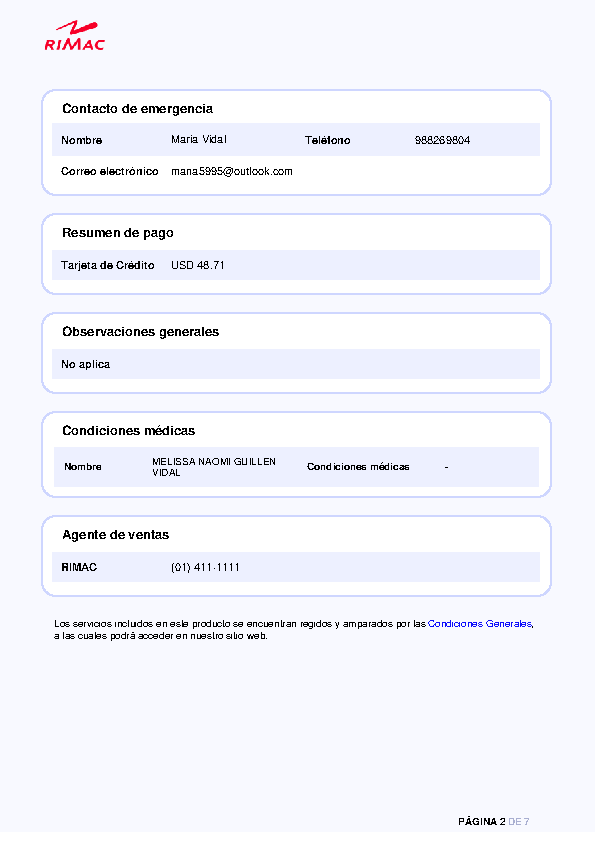 RIMAC
Contacto de emergencia
Nombre María Vidal Teléfono 988269804
Correo electrónico mana5995@outlook.com
Resumen de pago
Tarjeta de Crédito USD 48.71
Observaciones generales
No aplica
Condiciones médicas
Nombre MELISSA NAOMI GUILLEN VIDAL Condiciones médicas -
Agente de ventas
RIMAC (01) 411-1111
Los servicios incluidos en este producto se encuentran regidos y amparados por las Condiciones Generales,
a las cuales podrá acceder en nuestro sitio web.
PÁGINA 2 DE 7